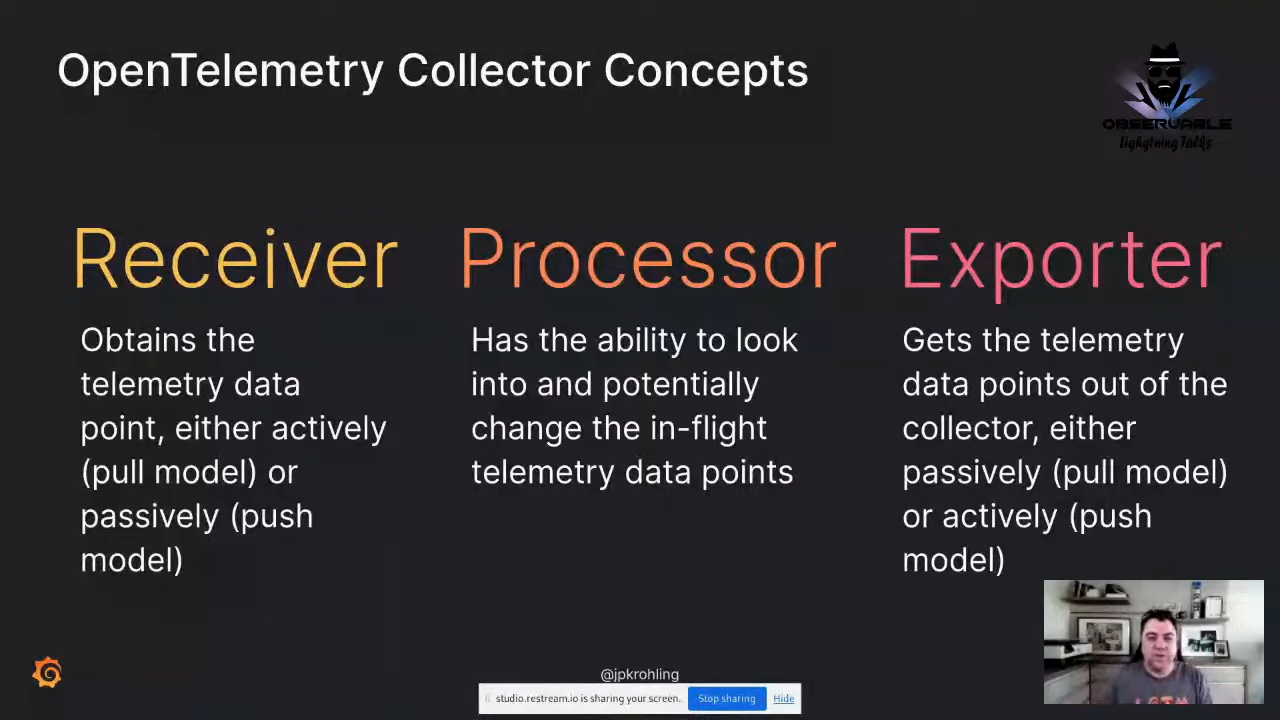 OpenTelemetry Collector Concepts
OBSERVABLE
Lighgtning Talks
Receiver
Obtains the
telemetry data
point, either actively
(pull model) or
passively (push
model)
Processor
Has the ability to look
into and potentially
change the in-flight
telemetry data points
Exporter
Gets the telemetry
data points out of the
collector, either
passively (pull model)
or actively (push
model)
@jpkrohling
studio.restream.io is sharing your screen. Stop sharing Hide